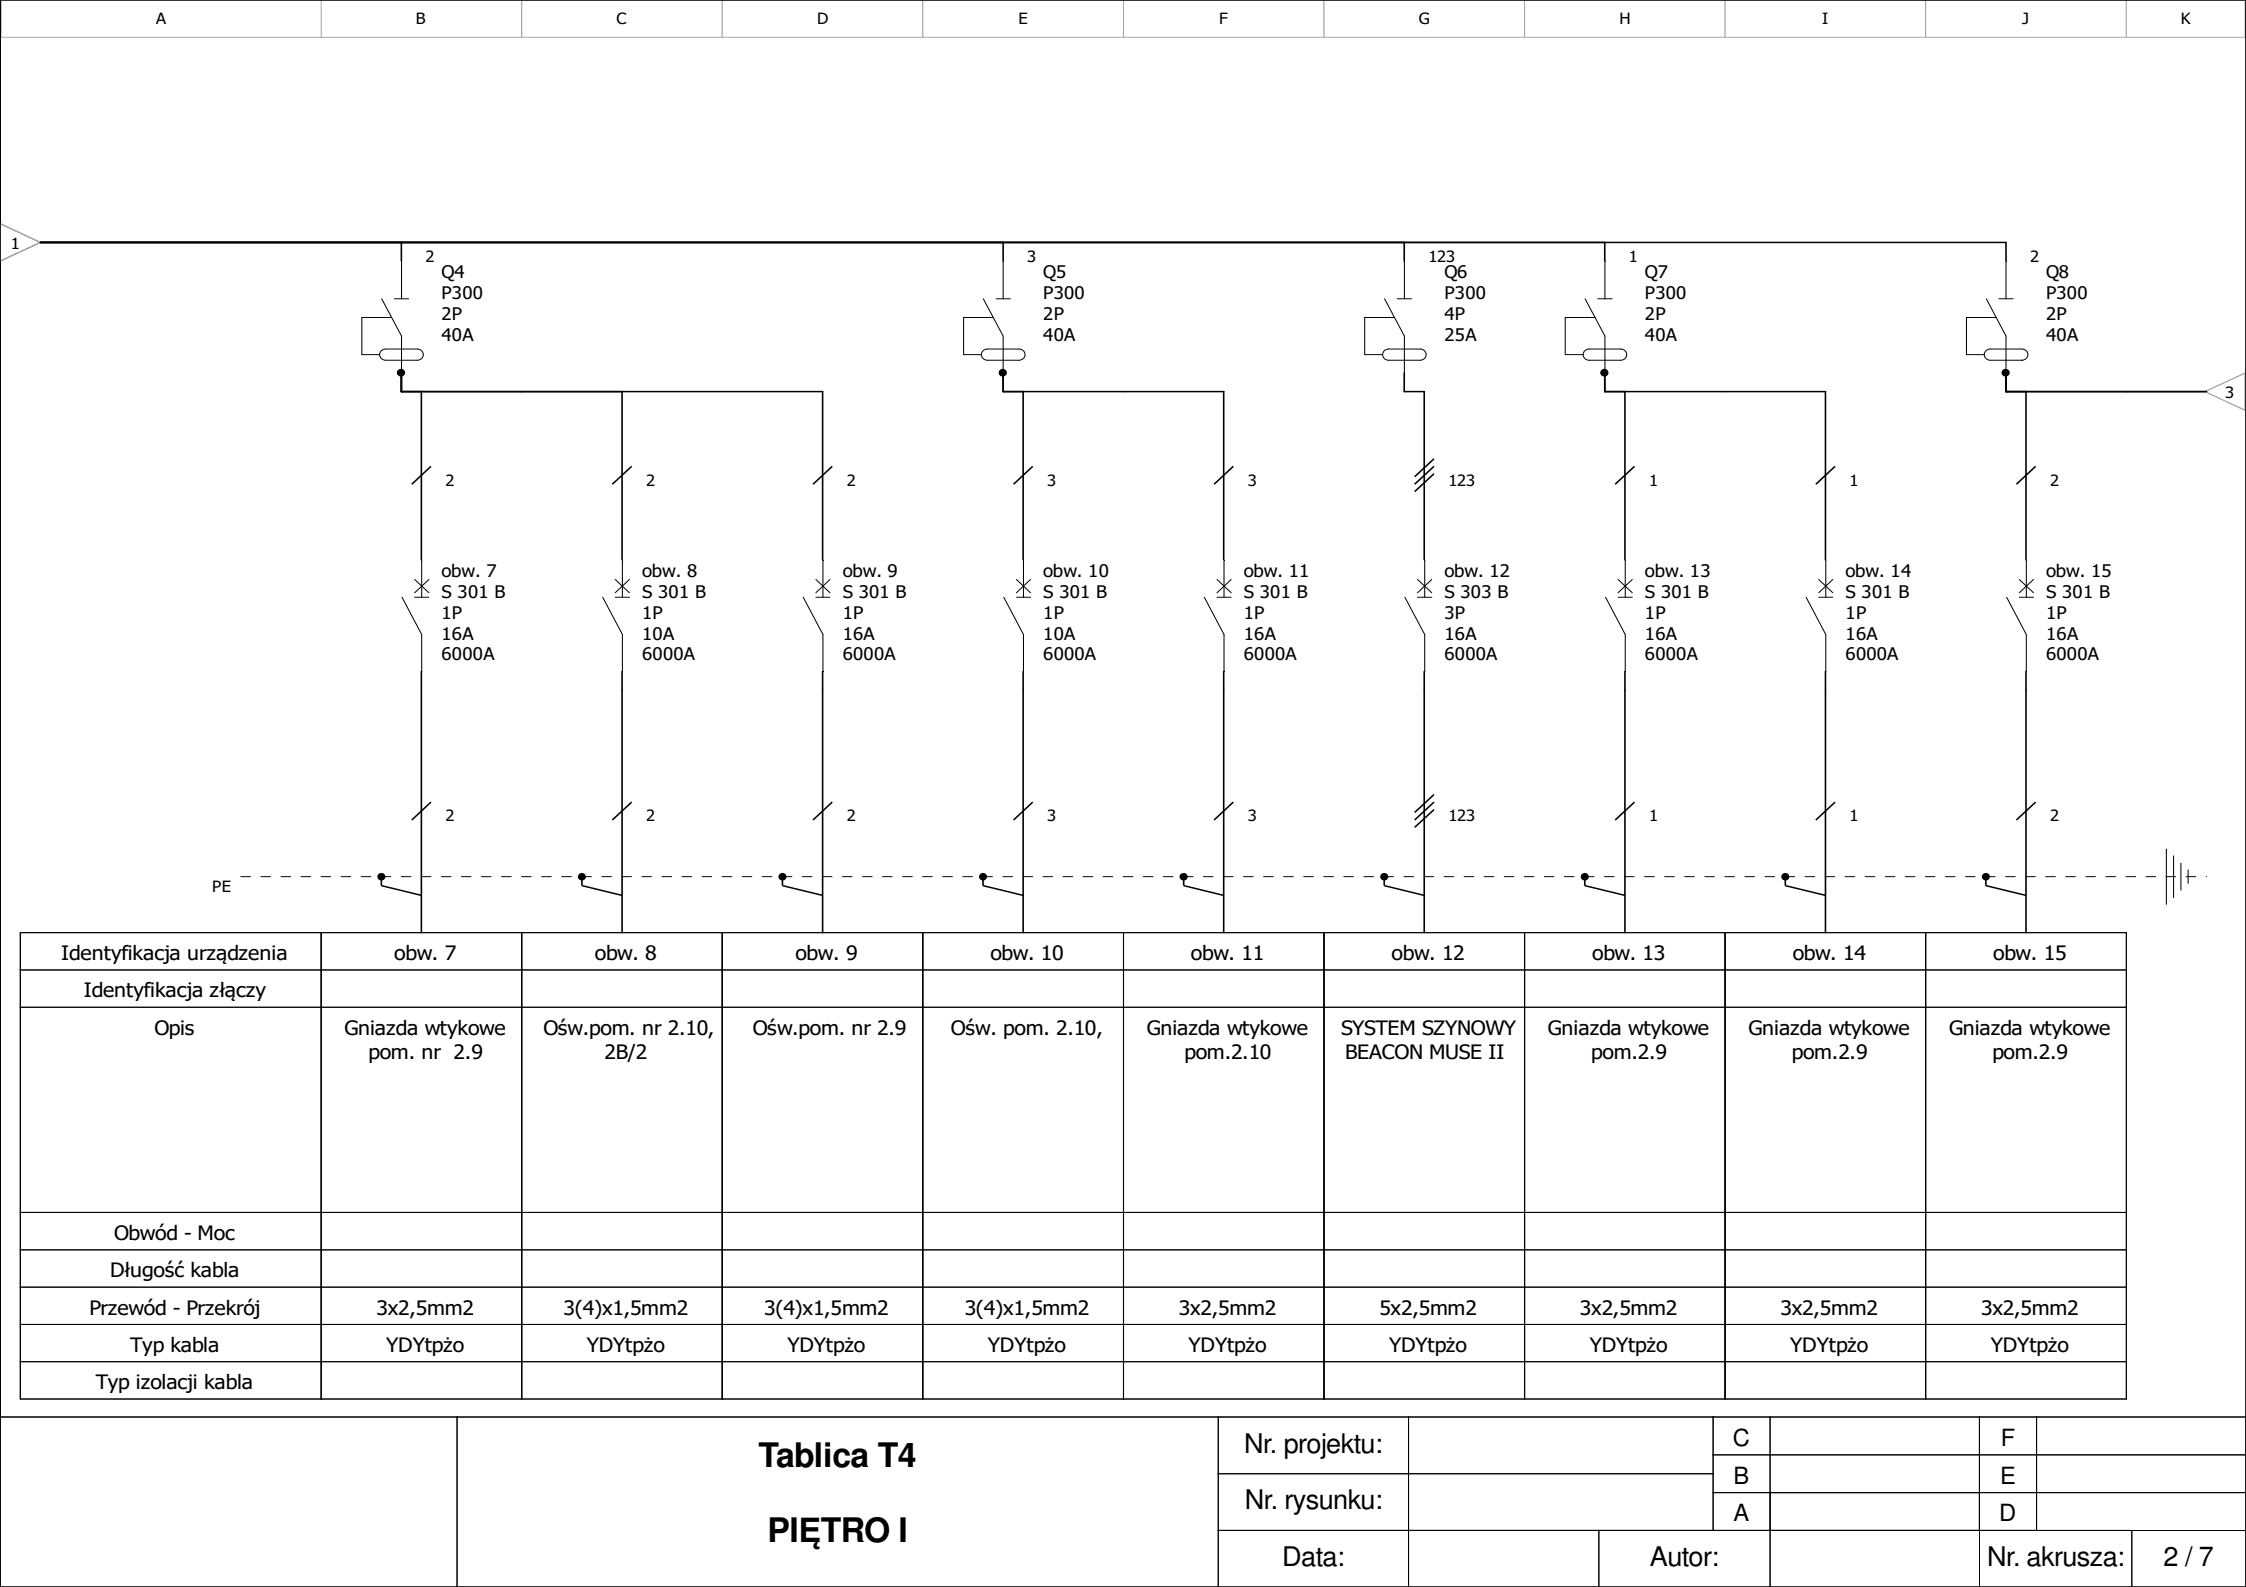 A B C D E F G H I J K
1
2
Q4
P300
2P
40A
3
Q5
P300
2P
40A
123
Q6
P300
4P
25A
1
Q7
P300
2P
40A
2
Q8
P300
2P
40A
3
2 2 2 3 3 123 1 1 2
obw. 7
S 301 B
1P
16A
6000A
obw. 8
S 301 B
1P
10A
6000A
obw. 9
S 301 B
1P
16A
6000A
obw. 10
S 301 B
1P
10A
6000A
obw. 11
S 301 B
1P
16A
6000A
obw. 12
S 303 B
3P
16A
6000A
obw. 13
S 301 B
1P
16A
6000A
obw. 14
S 301 B
1P
16A
6000A
obw. 15
S 301 B
1P
16A
6000A
2 2 2 3 3 123 1 1 2
PE
Identyfikacja urządzenia obw. 7 obw. 8 obw. 9 obw. 10 obw. 11 obw. 12 obw. 13 obw. 14 obw. 15
Identyfikacja złączy
Opis
Gniazda wtykowe
pom. nr 2.9
Ośw.pom. nr 2.10,
2B/2
Ośw.pom. nr 2.9
Ośw. pom. 2.10,
Gniazda wtykowe
pom.2.10
SYSTEM SZYNOWY
BEACON MUSE II
Gniazda wtykowe
pom.2.9
Gniazda wtykowe
pom.2.9
Gniazda wtykowe
pom.2.9
Obwód - Moc
Długość kabla
Przewód - Przekrój 3x2,5mm2 3(4)x1,5mm2 3(4)x1,5mm2 3(4)x1,5mm2 3x2,5mm2 5x2,5mm2 3x2,5mm2 3x2,5mm2 3x2,5mm2
Typ kabla YDYtpżo YDYtpżo YDYtpżo YDYtpżo YDYtpżo YDYtpżo YDYtpżo YDYtpżo YDYtpżo
Typ izolacji kabla
Tablica T4
PIĘTRO I
Nr. projektu:
Nr. rysunku:
C F
B E
A D
Data: Autor: Nr. akrusza: 2 / 7